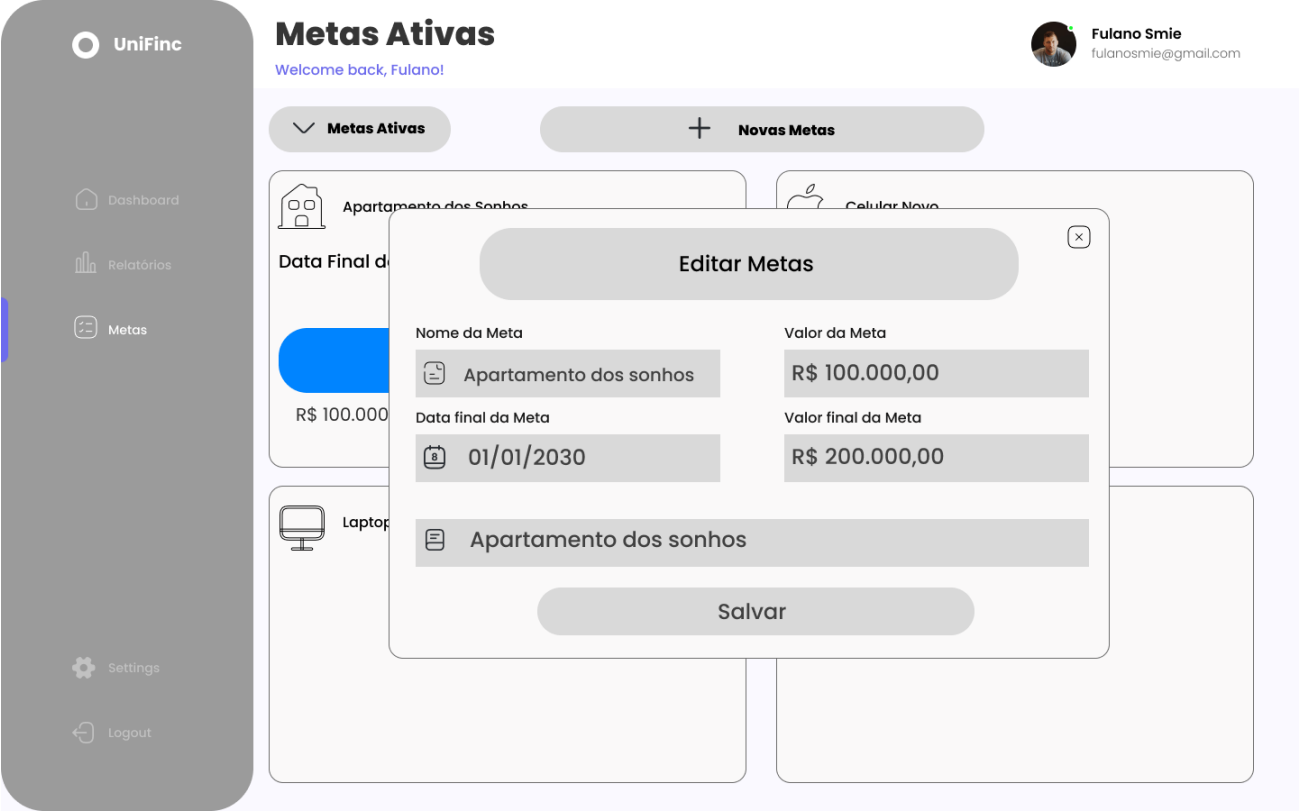 UniFinc
Metas Ativas
Welcome back, Fulano!
Fulano Smie
fulanosmie@gmail.com
Dashboard
Relatórios
Metas
Settings
Logout
Metas Ativas
Novas Metas
Apartamento dos Sonhos
Celular Novo
Data Final d
R$ 100.000
Laptop
Editar Metas
Nome da Meta
Valor da Meta
Apartamento dos sonhos
R$ 100.000,00
Data final da Meta
Valor final da Meta
8
01/01/2030
R$ 200.000,00
Apartamento dos sonhos
Salvar